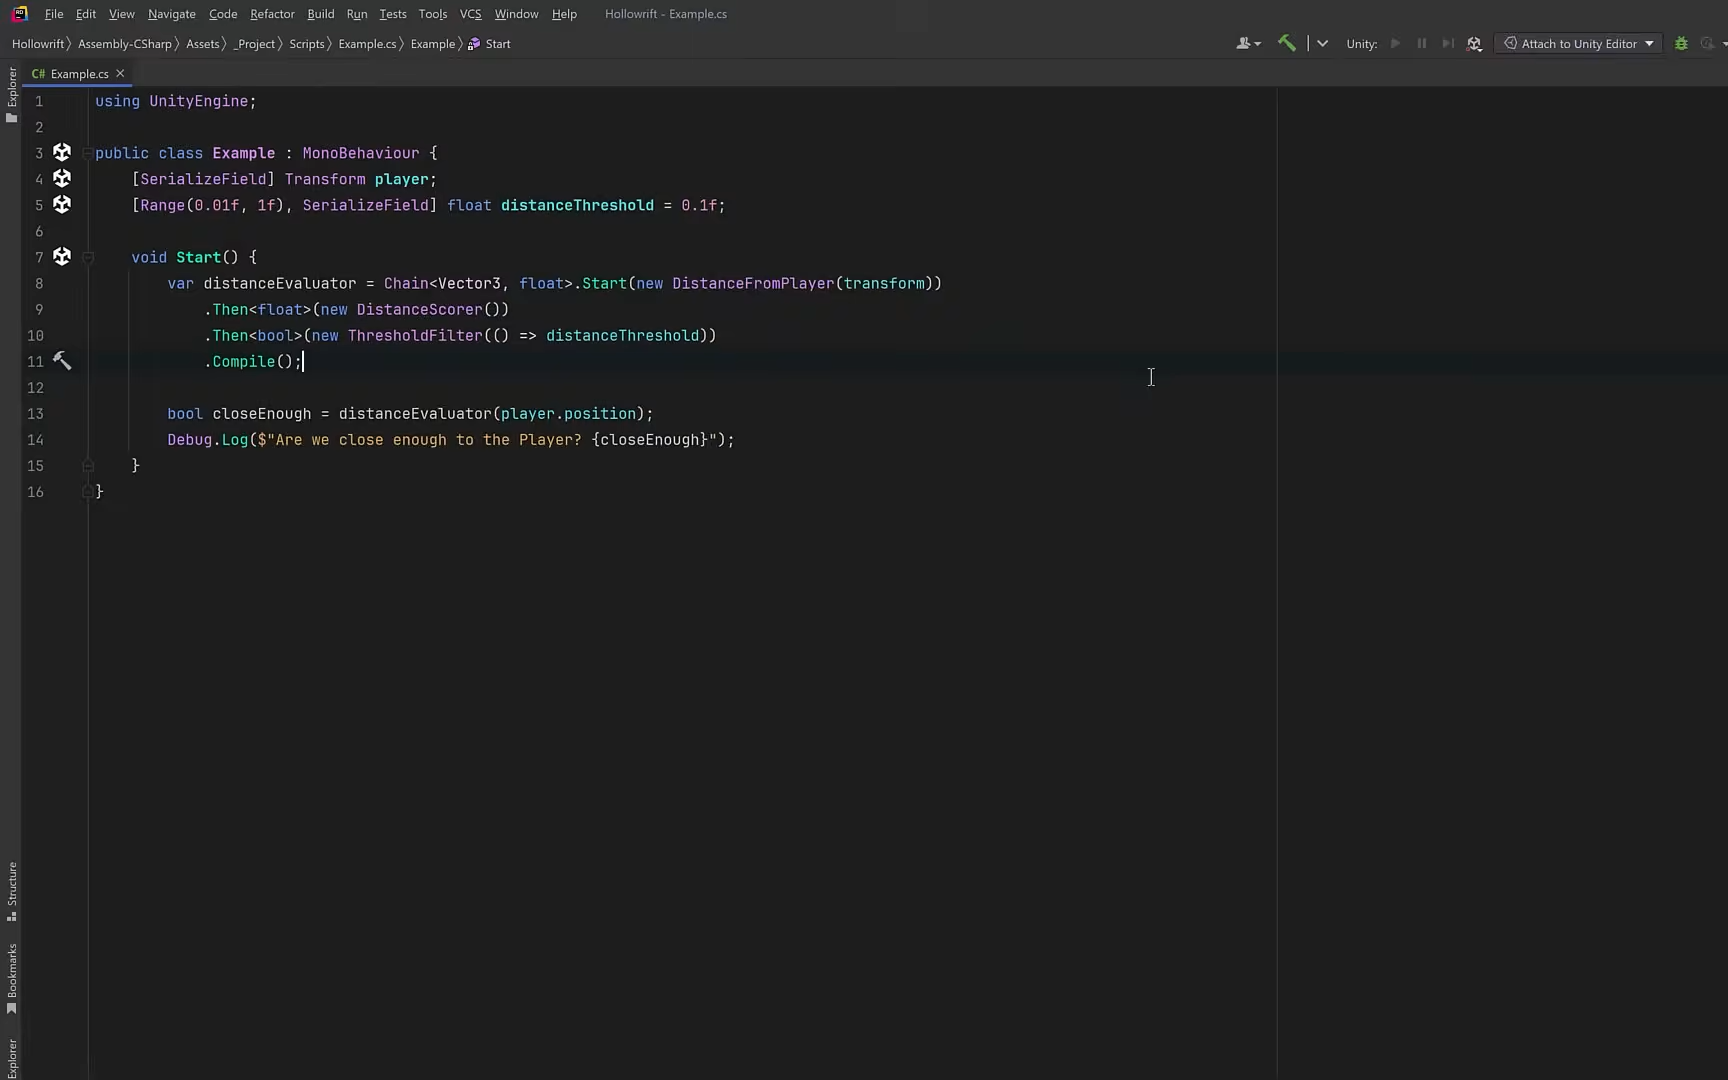 File Edit View Navigate Code Refactor Build Run Tests Tools VCS Window Help Hollowrift - Example.cs
Hollowrift Assembly-CSharp Assets _Project Scripts Example.cs Example Start Unity: Attach to Unity Editor
Explorer
C# Example.cs
1 using UnityEngine;
2
3 public class Example : MonoBehaviour {
4 [SerializeField] Transform player;
5 [Range(0.01f, 1f), SerializeField] float distanceThreshold = 0.1f;
6
7 void Start() {
8 var distanceEvaluator = Chain<Vector3, float>.Start(new DistanceFromPlayer(transform))
9 .Then<float>(new DistanceScorer())
10 .Then<bool>(new ThresholdFilter(() => distanceThreshold))
11 .Compile();
12
13 bool closeEnough = distanceEvaluator(player.position);
14 Debug.Log($"Are we close enough to the Player? {closeEnough}");
15 }
16 }
Structure
Bookmarks
Explorer